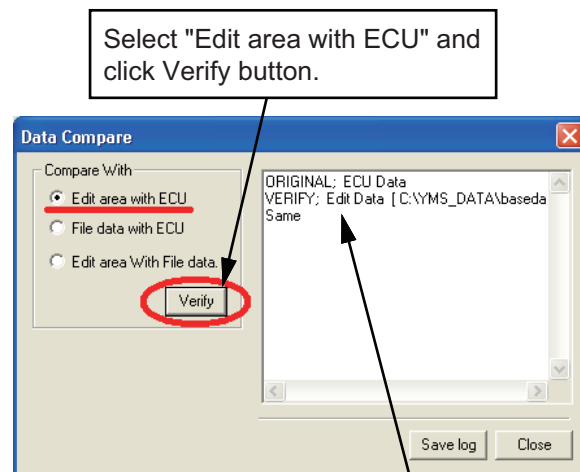 Select "Edit area with ECU" and
click Verify button.
Data Compare
Compare With
Edit area with ECU
File data with ECU
Edit area With File data.
Verify
ORIGINAL; ECU Data
VERIFY; Edit Data [ C:\YMS_DATA\baseda
Same
Save log
Close